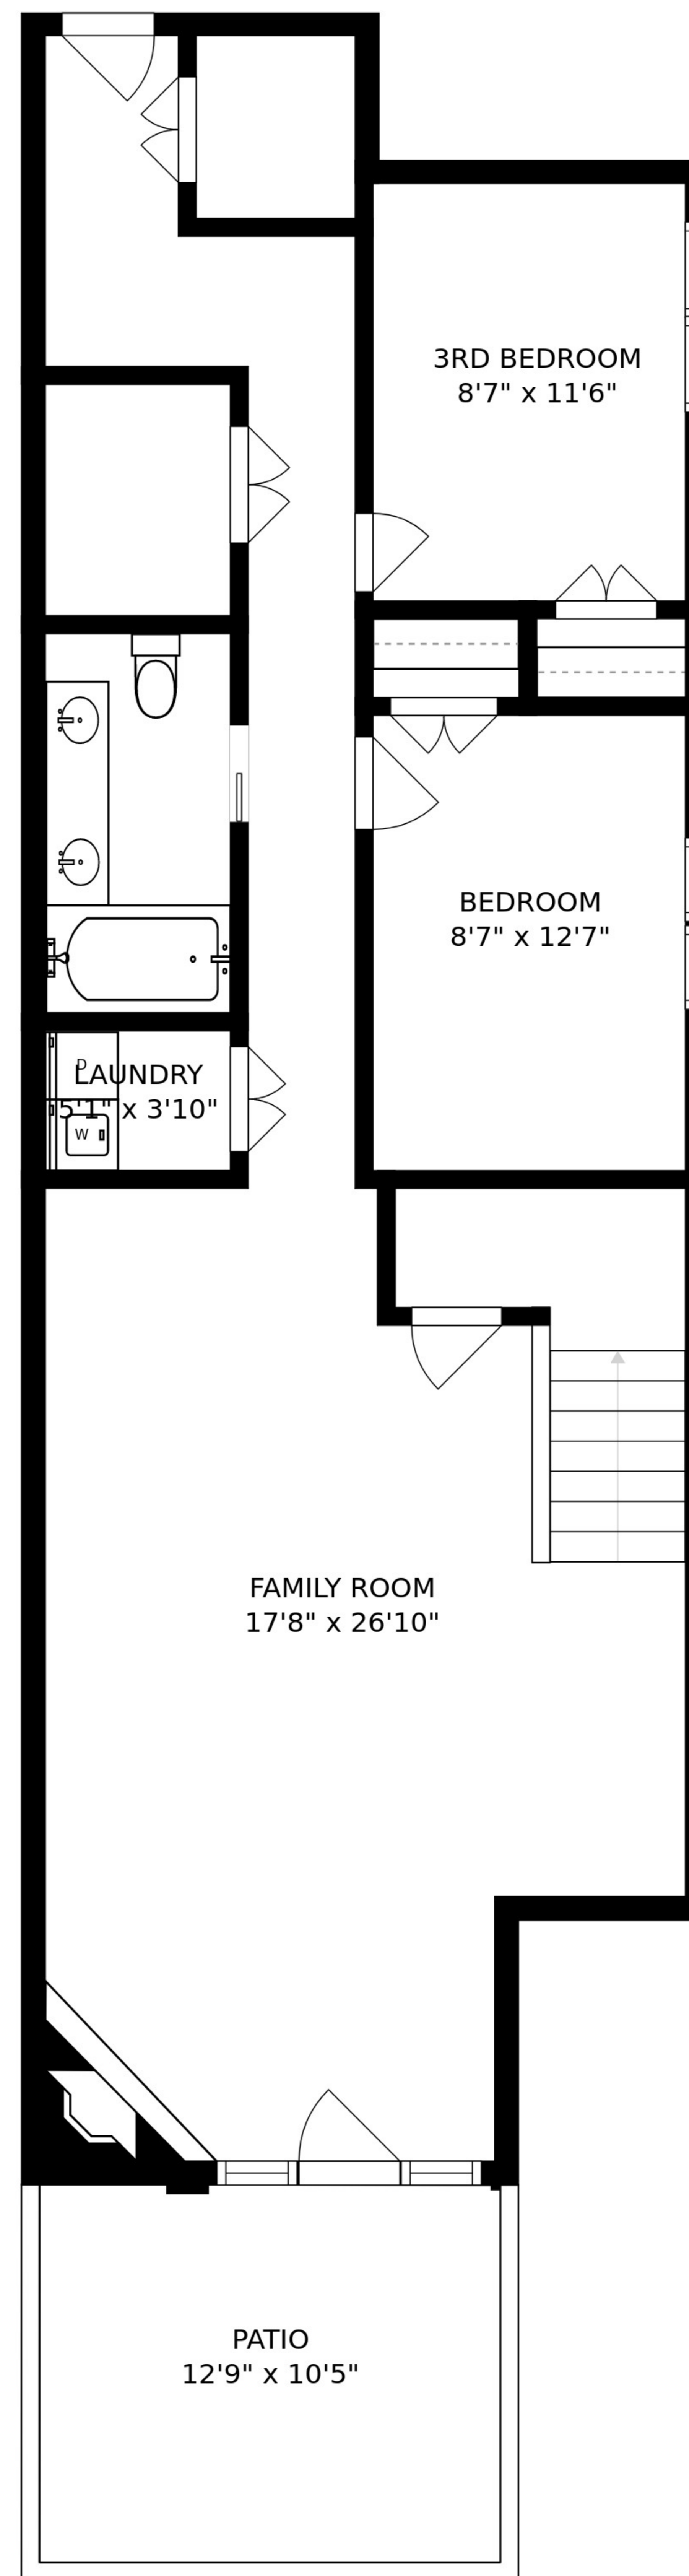 3RD BEDROOM
8'7" x 11'6"
BEDROOM
8'7" x 12'7"
D
LAUNDRY
5'1" x 3'10"
W
FAMILY ROOM
17'8" x 26'10"
PATIO
12'9" x 10'5"